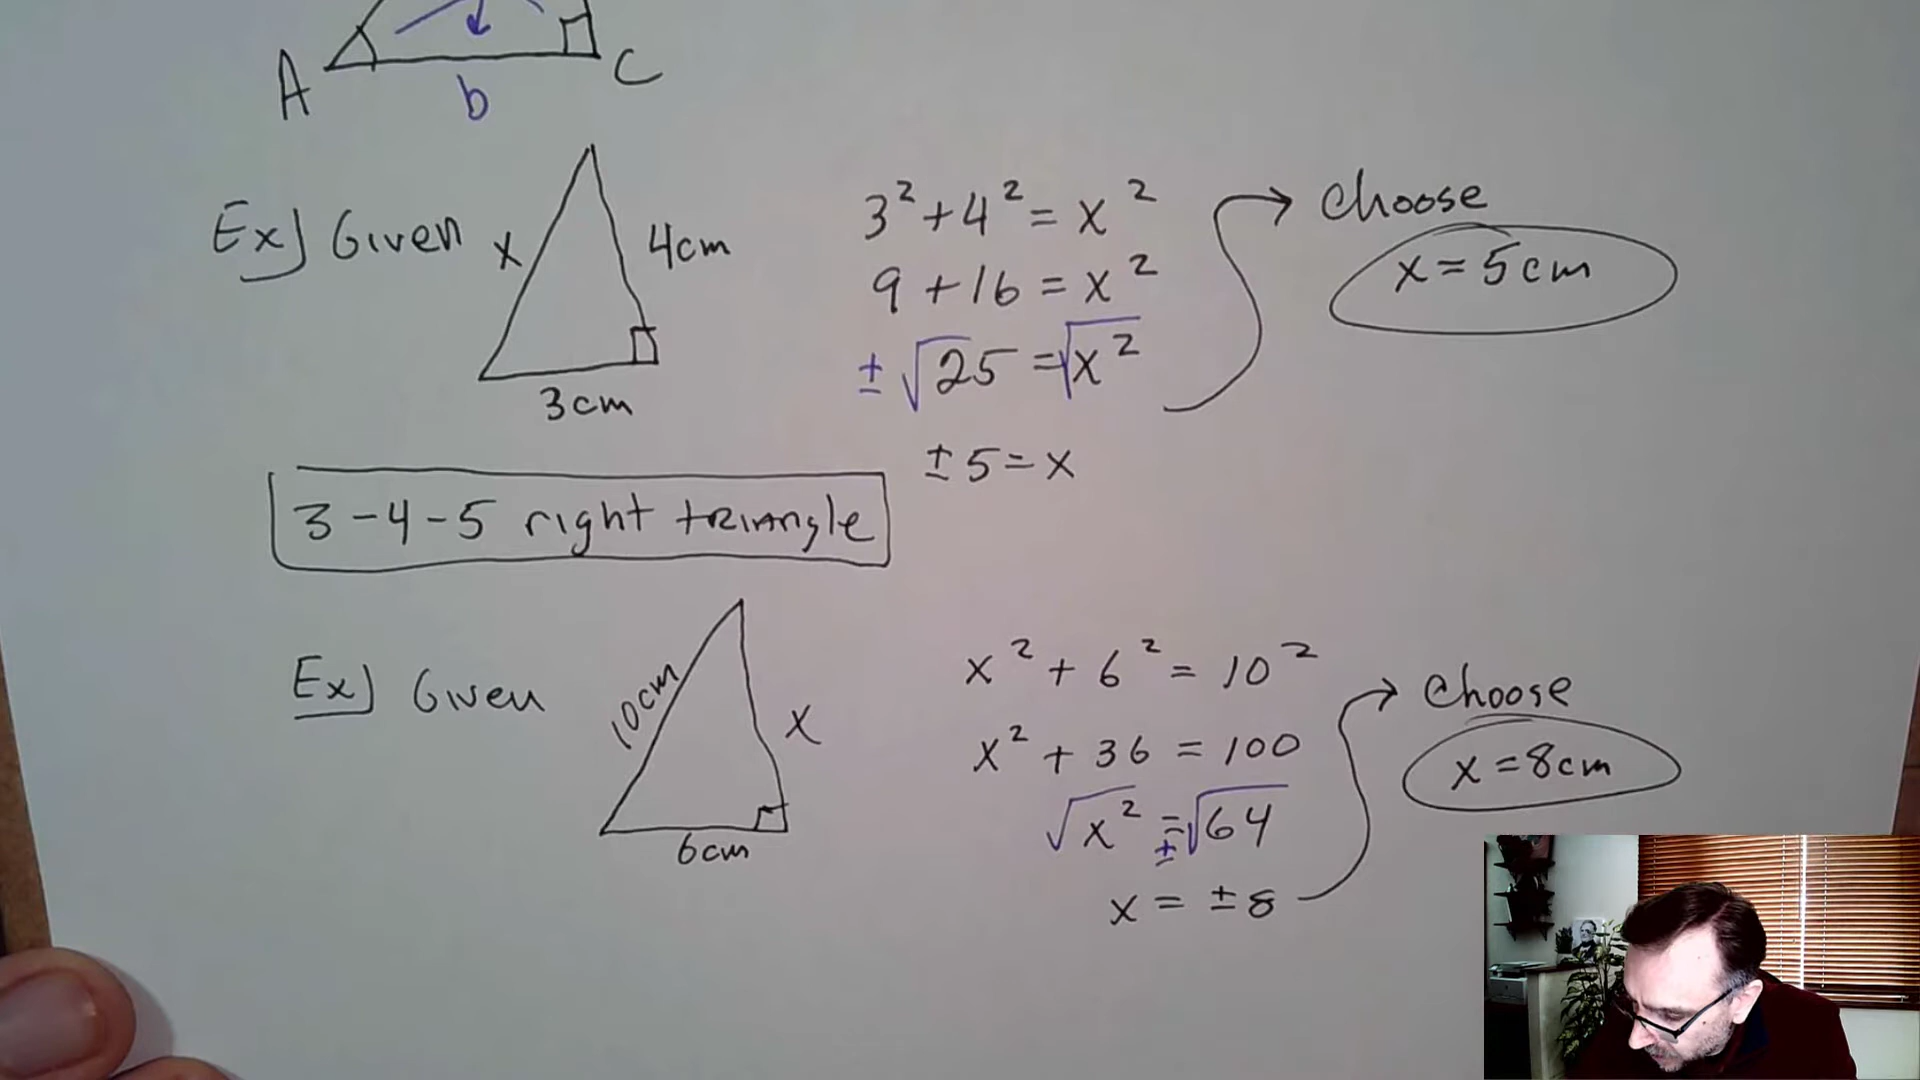 A
b
C
Ex) Given
x
4cm
3cm
3² + 4² = x²
9 + 16 = x²
± √25 = √x²
± 5 = x
choose
x = 5cm
3-4-5 right triangle
Ex) Given
10cm
x
6cm
x² + 6² = 10²
x² + 36 = 100
√x² = ± √64
x = ± 8
choose
x = 8cm